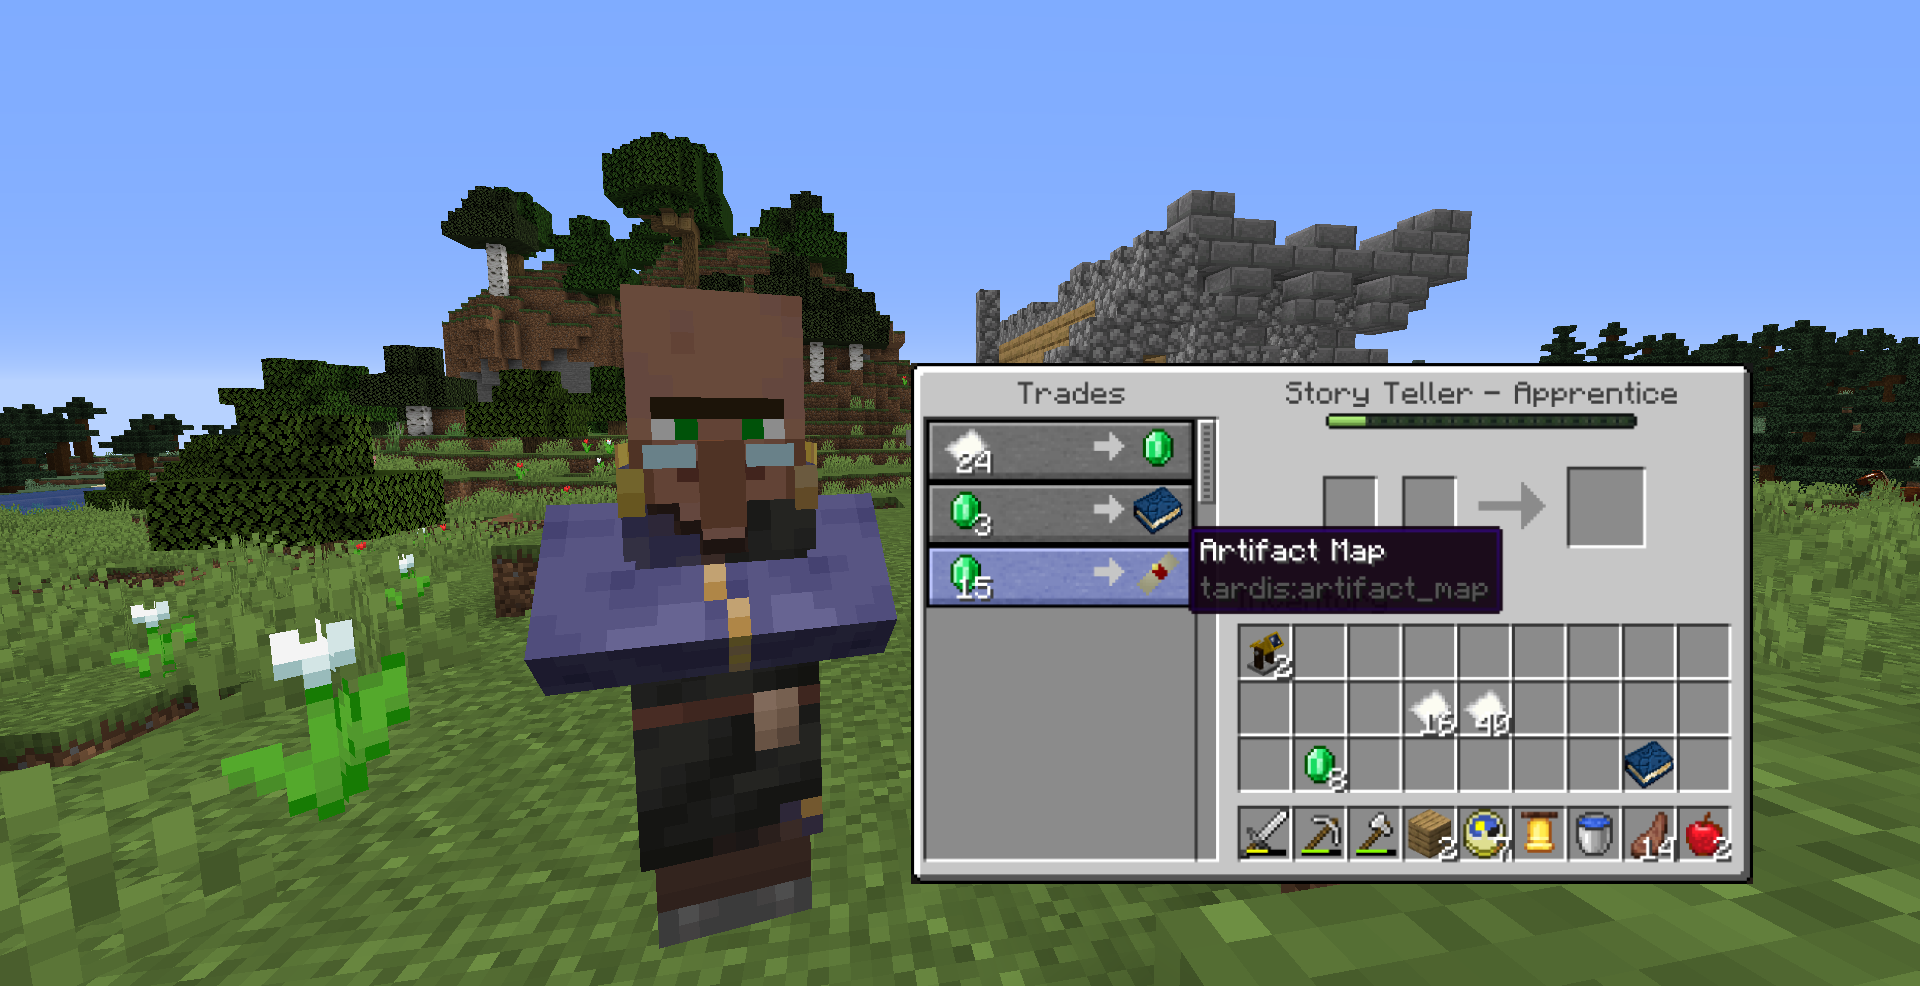 Trades
Story Teller – Apprentice
24
3
15
Artifact Map
tardis:artifact_map
2
16
40
8
2
7
14
2